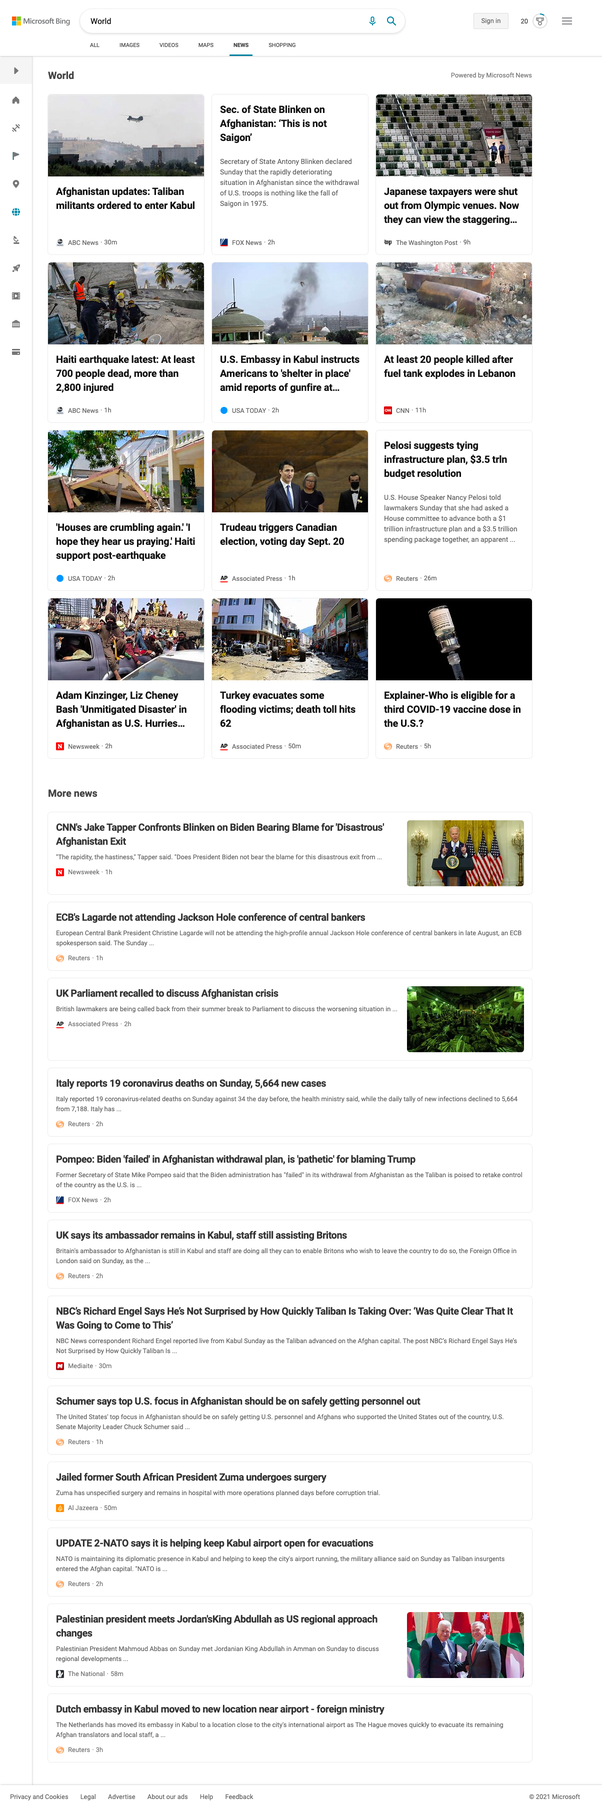 Microsoft Bing
World
Sign in
20
ALL IMAGES VIDEOS MAPS NEWS SHOPPING
World
Powered by Microsoft News
Afghanistan updates: Taliban
militants ordered to enter Kabul
ABC News · 30m
Sec. of State Blinken on
Afghanistan: 'This is not
Saigon'
Secretary of State Antony Blinken declared
Sunday that the rapidly deteriorating
situation in Afghanistan since the withdrawal
of U.S. troops is nothing like the fall of
Saigon in 1975.
FOX News · 2h
Japanese taxpayers were shut
out from Olympic venues. Now
they can view the staggering...
The Washington Post · 9h
Haiti earthquake latest: At least
700 people dead, more than
2,800 injured
ABC News · 1h
U.S. Embassy in Kabul instructs
Americans to 'shelter in place'
amid reports of gunfire at...
USA TODAY · 2h
At least 20 people killed after
fuel tank explodes in Lebanon
CNN · 11h
'Houses are crumbling again.' 'I
hope they hear us praying.' Haiti
support post-earthquake
USA TODAY · 2h
Trudeau triggers Canadian
election, voting day Sept. 20
AP Associated Press · 1h
Pelosi suggests tying
infrastructure plan, $3.5 trln
budget resolution
U.S. House Speaker Nancy Pelosi told
lawmakers Sunday that she had asked a
House committee to advance both a $1
trillion infrastructure plan and a $3.5 trillion
spending package together, an apparent ...
Reuters · 26m
Adam Kinzinger, Liz Cheney
Bash 'Unmitigated Disaster' in
Afghanistan as U.S. Hurries...
Newsweek · 2h
Turkey evacuates some
flooding victims; death toll hits
62
AP Associated Press · 50m
Explainer-Who is eligible for a
third COVID-19 vaccine dose in
the U.S.?
Reuters · 5h
More news
CNN's Jake Tapper Confronts Blinken on Biden Bearing Blame for 'Disastrous'
Afghanistan Exit
"The rapidity, the hastiness," Tapper said. "Does President Biden not bear the blame for this disastrous exit from ...
Newsweek · 1h
ECB's Lagarde not attending Jackson Hole conference of central bankers
European Central Bank President Christine Lagarde will not be attending the high-profile annual Jackson Hole conference of central bankers in late August, an ECB
spokesperson said. The Sunday ...
Reuters · 1h
UK Parliament recalled to discuss Afghanistan crisis
British lawmakers are being called back from their summer break to Parliament to discuss the worsening situation in ...
AP Associated Press · 2h
Italy reports 19 coronavirus deaths on Sunday, 5,664 new cases
Italy reported 19 coronavirus-related deaths on Sunday against 34 the day before, the health ministry said, while the daily tally of new infections declined to 5,664
from 7,188. Italy has ...
Reuters · 2h
Pompeo: Biden 'failed' in Afghanistan withdrawal plan, is 'pathetic' for blaming Trump
Former Secretary of State Mike Pompeo said that the Biden administration has "failed" in its withdrawal from Afghanistan as the Taliban is poised to retake control
of the country as the U.S. is ...
FOX News · 2h
UK says its ambassador remains in Kabul, staff still assisting Britons
Britain's ambassador to Afghanistan is still in Kabul and staff are doing all they can to enable Britons who wish to leave the country to do so, the Foreign Office in
London said on Sunday, as the ...
Reuters · 2h
NBC's Richard Engel Says He's Not Surprised by How Quickly Taliban Is Taking Over: 'Was Quite Clear That It
Was Going to Come to This'
NBC News correspondent Richard Engel reported live from Kabul Sunday as the Taliban advanced on the Afghan capital. The post NBC's Richard Engel Says He's
Not Surprised by How Quickly Taliban Is ...
Mediaite · 30m
Schumer says top U.S. focus in Afghanistan should be on safely getting personnel out
The United States' top focus in Afghanistan should be on safely getting U.S. personnel and Afghans who supported the United States out of the country, U.S.
Senate Majority Leader Chuck Schumer said ...
Reuters · 1h
Jailed former South African President Zuma undergoes surgery
Zuma has unspecified surgery and remains in hospital with more operations planned days before corruption trial.
Al Jazeera · 50m
UPDATE 2-NATO says it is helping keep Kabul airport open for evacuations
NATO is maintaining its diplomatic presence in Kabul and helping to keep the city's airport running, the military alliance said on Sunday as Taliban insurgents
entered the Afghan capital. "NATO is ...
Reuters · 2h
Palestinian president meets Jordan'sKing Abdullah as US regional approach
changes
Palestinian President Mahmoud Abbas on Sunday met Jordanian King Abdullah in Amman on Sunday to discuss
regional developments ...
The National · 58m
Dutch embassy in Kabul moved to new location near airport - foreign ministry
The Netherlands has moved its embassy in Kabul to a location close to the city's international airport as The Hague moves quickly to evacuate its remaining
Afghan translators and local staff, a ...
Reuters · 3h
Privacy and Cookies Legal Advertise About our ads Help Feedback
© 2021 Microsoft